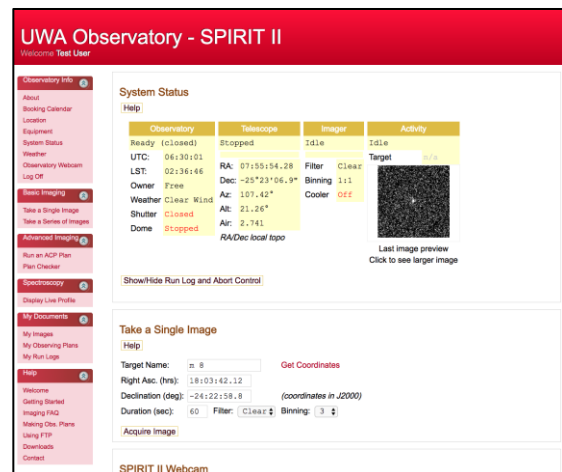 UWA Observatory - SPIRIT II
Welcome Test User
Observatory Info
About
Booking Calendar
Location
Equipment
System Status
Weather
Observatory Webcam
Log Off
Basic Imaging
Take a Single Image
Take a Series of Images
Advanced Imaging
Run an ACP Plan
Plan Checker
Spectroscopy
Display Live Profile
My Documents
My Images
My Observing Plans
My Run Logs
Help
Welcome
Getting Started
Imaging FAQ
Making Obs. Plans
Using FTP
Downloads
Contact
System Status
Help
Observatory Telescope Imager Activity
Ready (closed) Stopped Idle Idle
UTC: 06:30:01
LST: 02:36:46
Owner Free
Weather Clear Wind
Shutter Closed
Dome Stopped
RA: 07:55:54.28
Dec: -25°23'06.9"
Az: 107.42°
Alt: 21.26°
Air: 2.741
RA/Dec local topo
Filter Clear
Binning 1:1
Cooler Off
Target n/a
Last image preview
Click to see larger image
Show/Hide Run Log and Abort Control
Take a Single Image
Help
Target Name: m 8 Get Coordinates
Right Asc. (hrs): 18:03:42.12
Declination (deg): -24:22:58.8 (coordinates in J2000)
Duration (sec): 60 Filter: Clear Binning: 3
Acquire Image
SPIRIT II Webcam